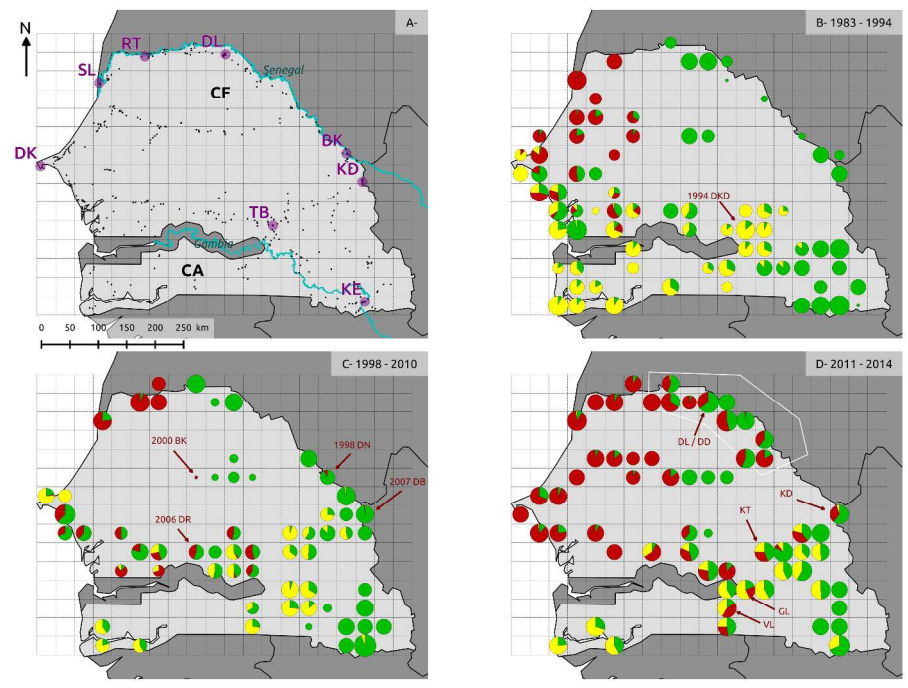 A-
N
RT
DL
SL
Senegal
CF
BK
DK
KD
TB
Gambia
CA
KE
0 50 100 150 200 250 km
B- 1983 - 1994
1994 DKD
C- 1998 - 2010
2000 BK
1998 DN
2007 DB
2006 DR
D- 2011 - 2014
DL / DD
KD
KT
GL
VL